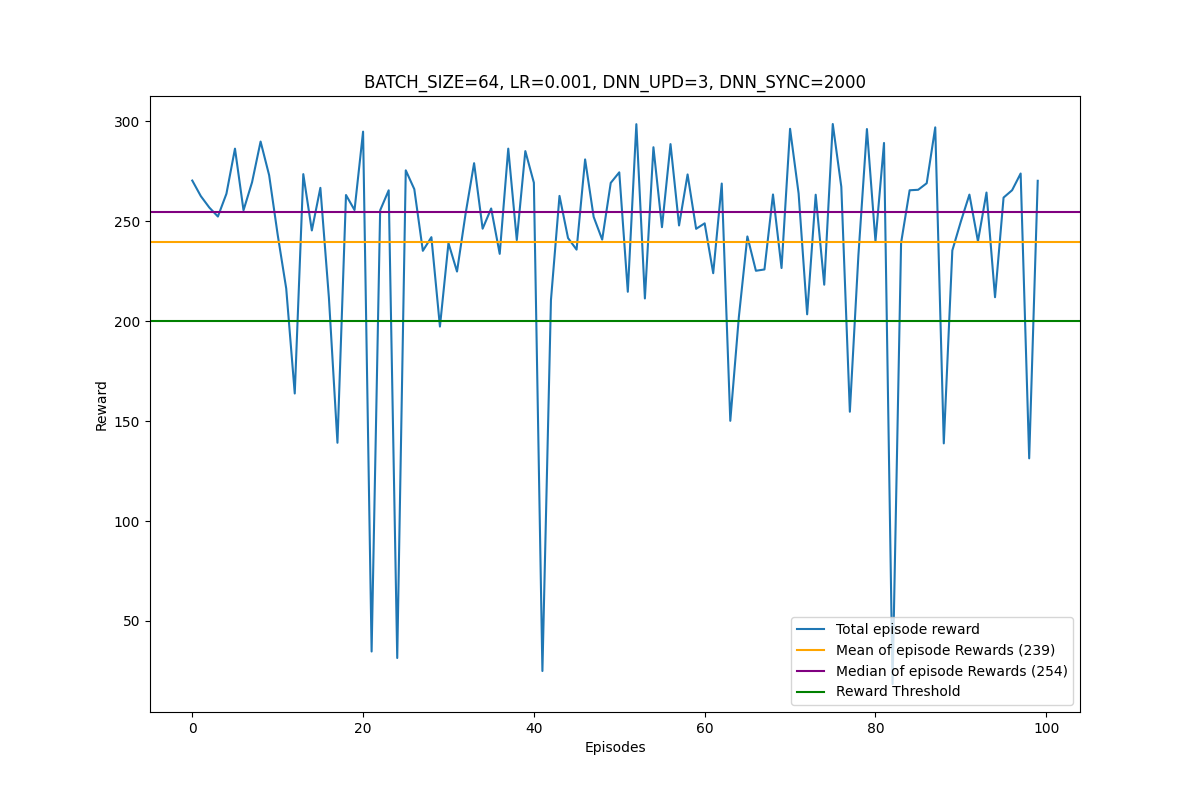 BATCH_SIZE=64, LR=0.001, DNN_UPD=3, DNN_SYNC=2000
300
250
200
150
100
50
Reward
Total episode reward
Mean of episode Rewards (239)
Median of episode Rewards (254)
Reward Threshold
0 20 40 60 80 100
Episodes